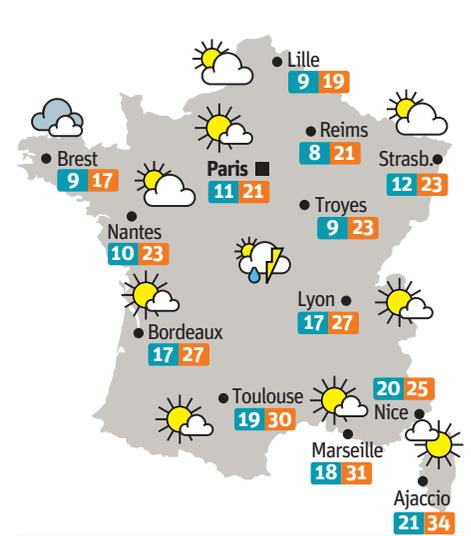 Lille
9 19
Reims
8 21
Strasb.
12 23
Paris
11 21
Brest
9 17
Troyes
9 23
Nantes
10 23
Lyon
17 27
Bordeaux
17 27
Toulouse
19 30
20 25
Nice
Marseille
18 31
Ajaccio
21 34